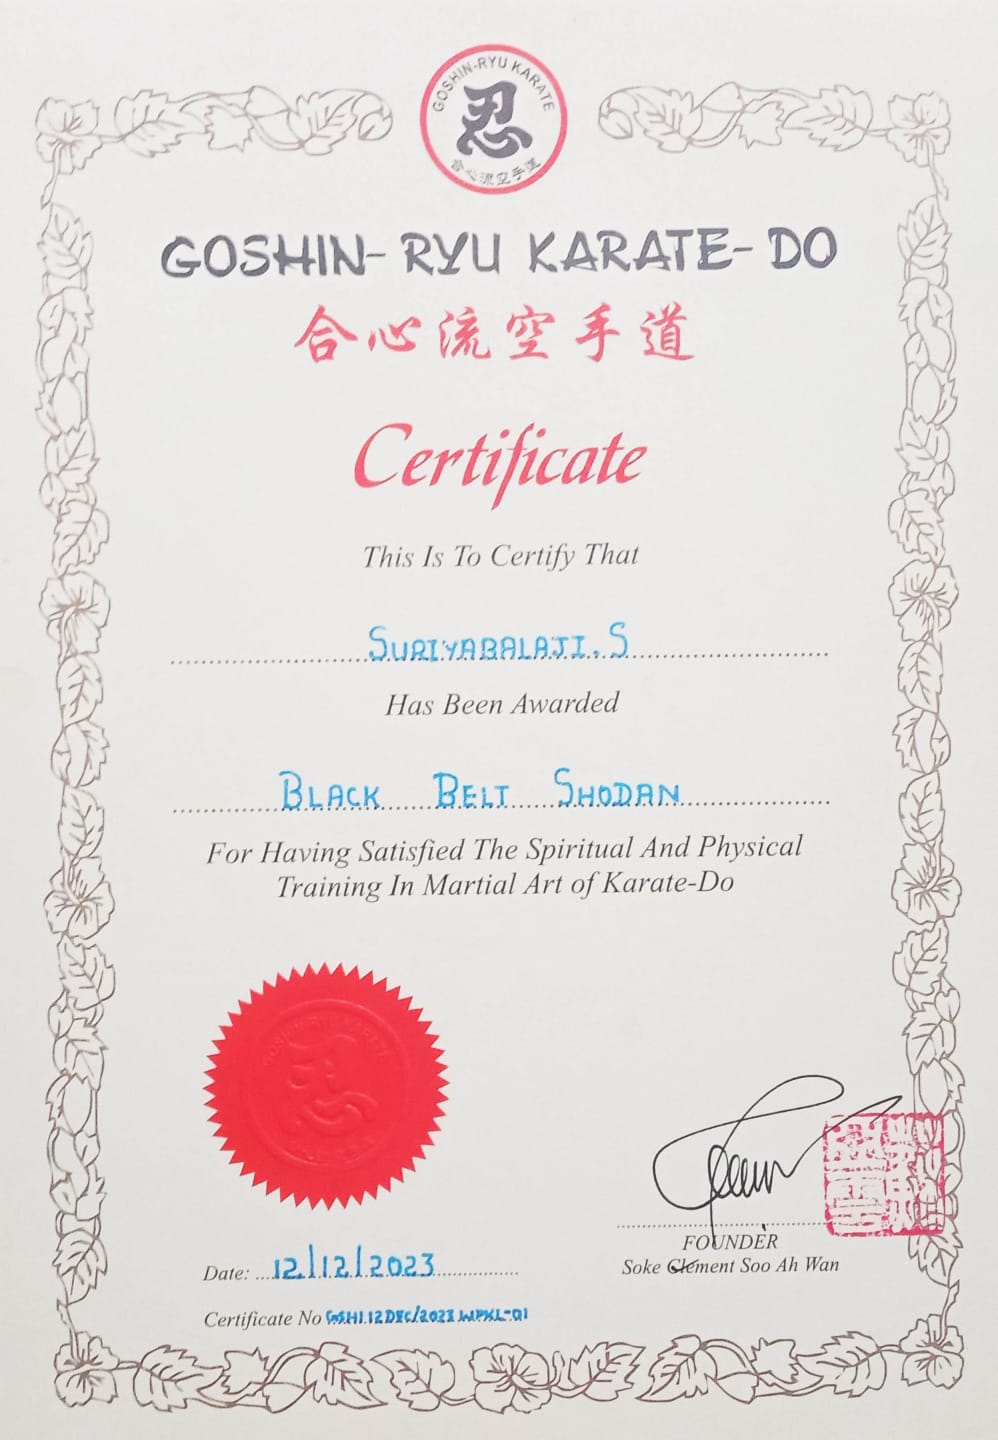 GOSHIN-RYU KARATE
忍
合心流空手道
GOSHIN-RYU KARATE-DO
合心流空手道
Certificate
This Is To Certify That
SURIYABALAJI.S
Has Been Awarded
BLACK BELT SHODAN
For Having Satisfied The Spiritual And Physical
Training In Martial Art of Karate-Do
GOSHIN-RYU KARATE
FOUNDER
Soke Clement Soo Ah Wan
Date: 12/12/2023
Certificate No GSHI.12DEC/2023.WPKL-01